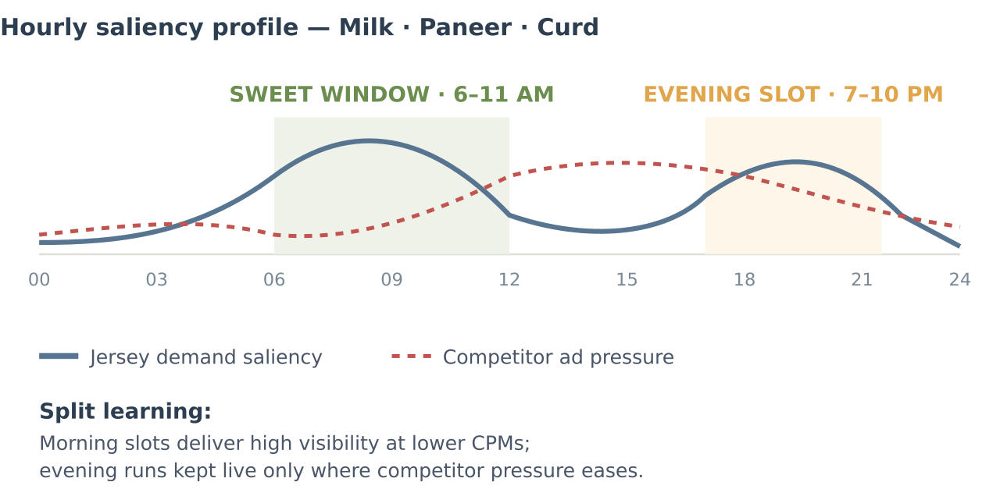 Hourly saliency profile — Milk · Paneer · Curd
SWEET WINDOW · 6–11 AM
EVENING SLOT · 7–10 PM
00 03 06 09 12 15 18 21 24
Jersey demand saliency
Competitor ad pressure
Split learning:
Morning slots deliver high visibility at lower CPMs;
evening runs kept live only where competitor pressure eases.